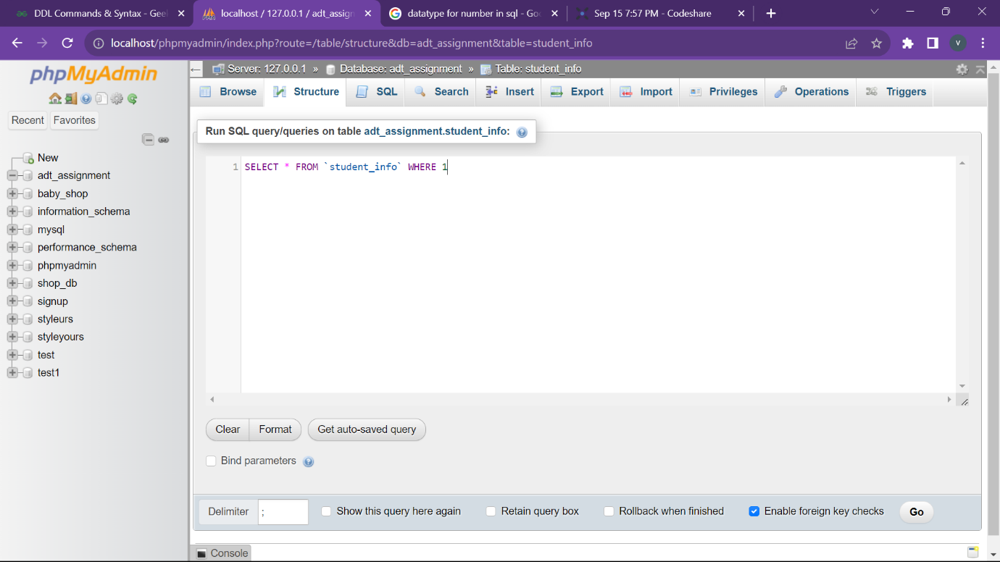 DDL Commands & Syntax - Gee
localhost / 127.0.0.1 / adt_assign
datatype for number in sql - Go
Sep 15 7:57 PM - Codeshare
localhost/phpmyadmin/index.php?route=/table/structure&db=adt_assignment&table=student_info
V
phpMyAdmin
Recent Favorites
New
adt_assignment
baby_shop
information_schema
mysql
performance_schema
phpmyadmin
shop_db
signup
styleurs
styleyours
test
test1
Server: 127.0.0.1 » Database: adt_assignment » Table: student_info
Browse Structure SQL Search Insert Export Import Privileges Operations Triggers
Run SQL query/queries on table adt_assignment.student_info:
1 SELECT * FROM `student_info` WHERE 1
Clear Format Get auto-saved query
Bind parameters
Delimiter ; Show this query here again Retain query box Rollback when finished Enable foreign key checks Go
Console